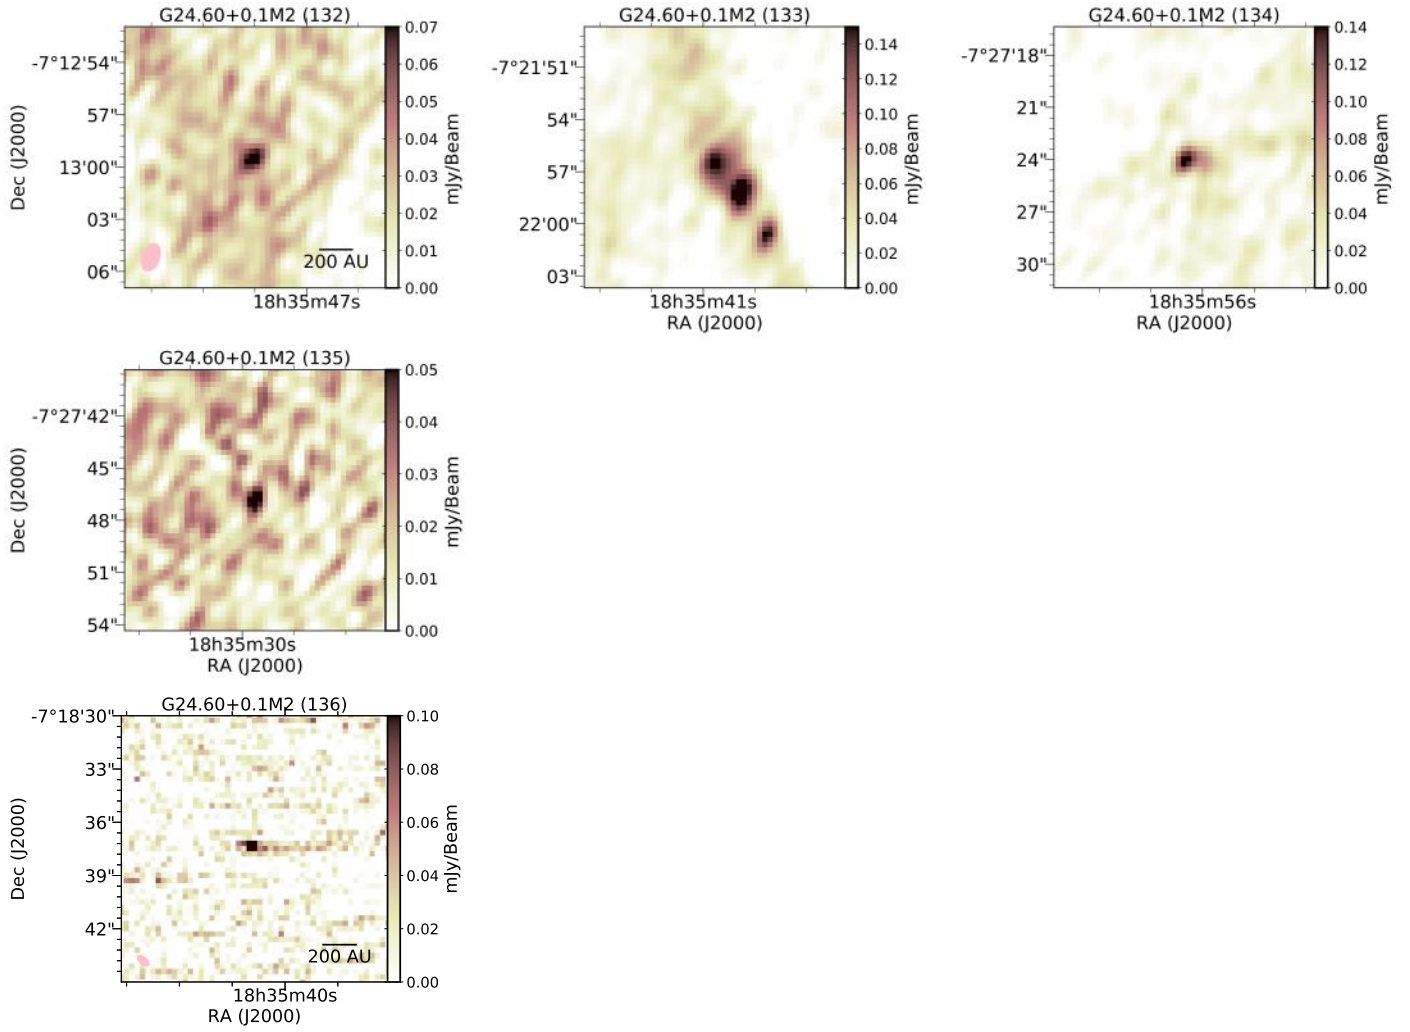 G24.60+0.1M2 (132)
Dec (J2000)
-7°12'54"
57"
13'00"
03"
06"
200 AU
18h35m47s
0.07
0.06
0.05
0.04
0.03
0.02
0.01
0.00
mJy/Beam
G24.60+0.1M2 (133)
-7°21'51"
54"
57"
22'00"
03"
18h35m41s
RA (J2000)
0.14
0.12
0.10
0.08
0.06
0.04
0.02
0.00
mJy/Beam
G24.60+0.1M2 (134)
-7°27'18"
21"
24"
27"
30"
18h35m56s
RA (J2000)
0.14
0.12
0.10
0.08
0.06
0.04
0.02
0.00
mJy/Beam
G24.60+0.1M2 (135)
Dec (J2000)
-7°27'42"
45"
48"
51"
54"
18h35m30s
RA (J2000)
0.05
0.04
0.03
0.02
0.01
0.00
mJy/Beam
G24.60+0.1M2 (136)
Dec (J2000)
-7°18'30"
33"
36"
39"
42"
200 AU
18h35m40s
RA (J2000)
0.10
0.08
0.06
0.04
0.02
0.00
mJy/Beam